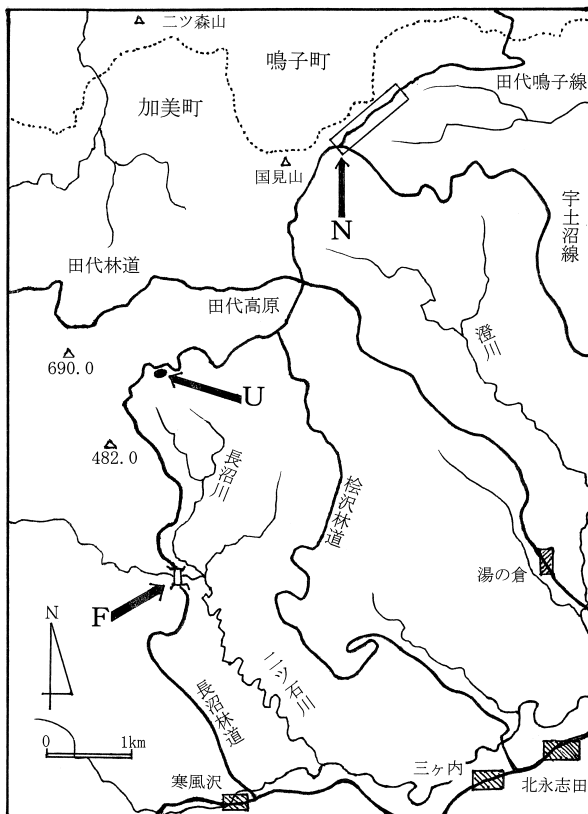 二ツ森山
鳴子町
田代鳴子線
加美町
国見山
N
宇土沼線
田代林道
田代高原
澄川
690.0
U
482.0
長沼川
桧沢林道
湯の倉
F
N
二ツ石川
長沼林道
0 1km
寒風沢
三ヶ内
北永志田